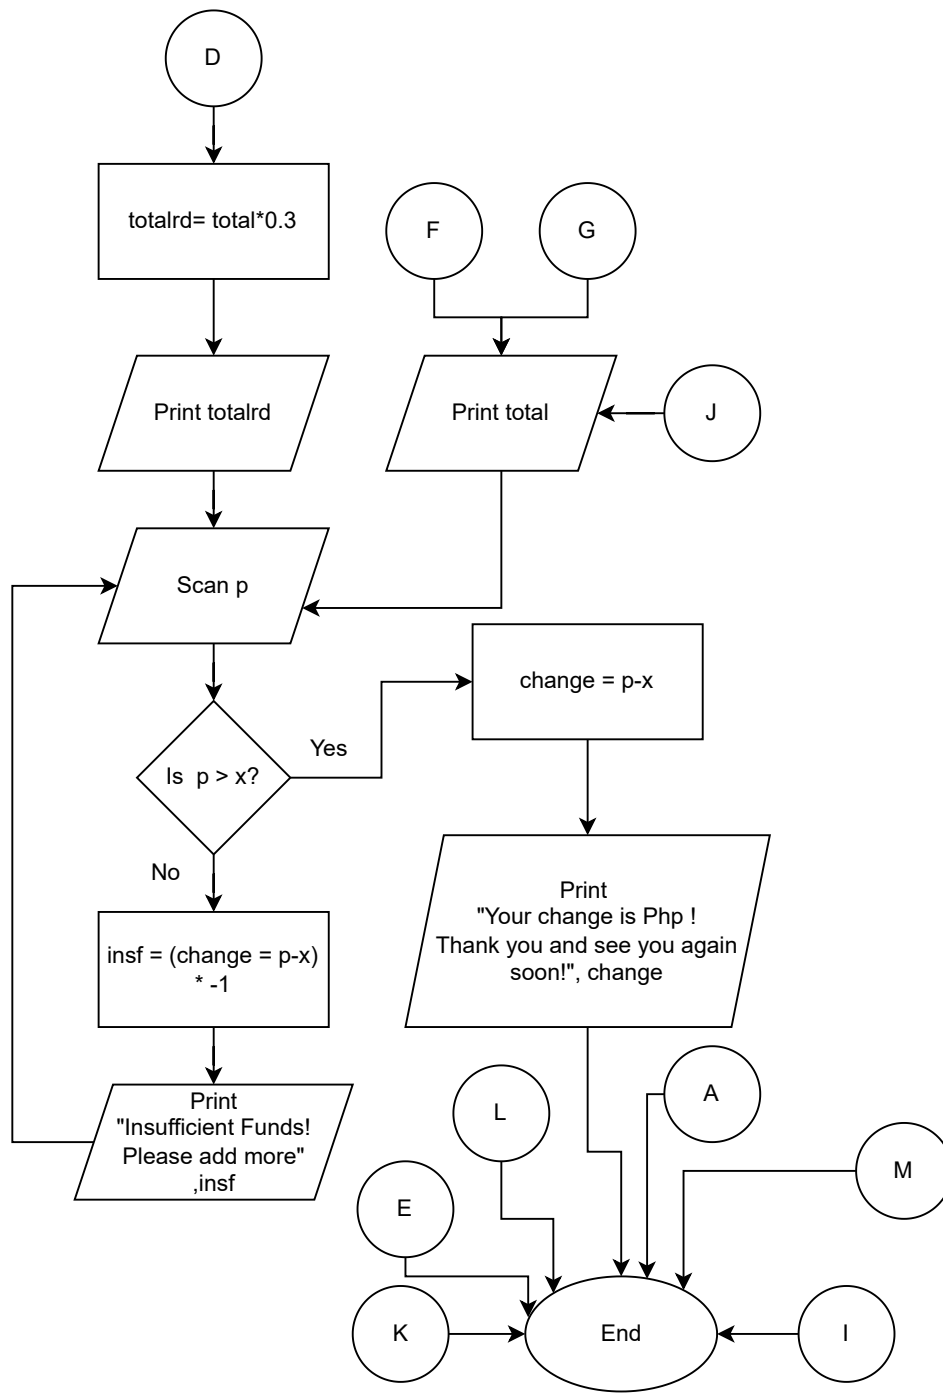 D
totalrd= total*0.3
F
G
Print totalrd
Print total
J
Scan p
change = p-x
Yes
Is  p > x?
No
Print
"Your change is Php !
Thank you and see you again
soon!", change
insf = (change = p-x)
* -1
Print
"Insufficient Funds!
Please add more"
,insf
L
A
M
E
K
End
I